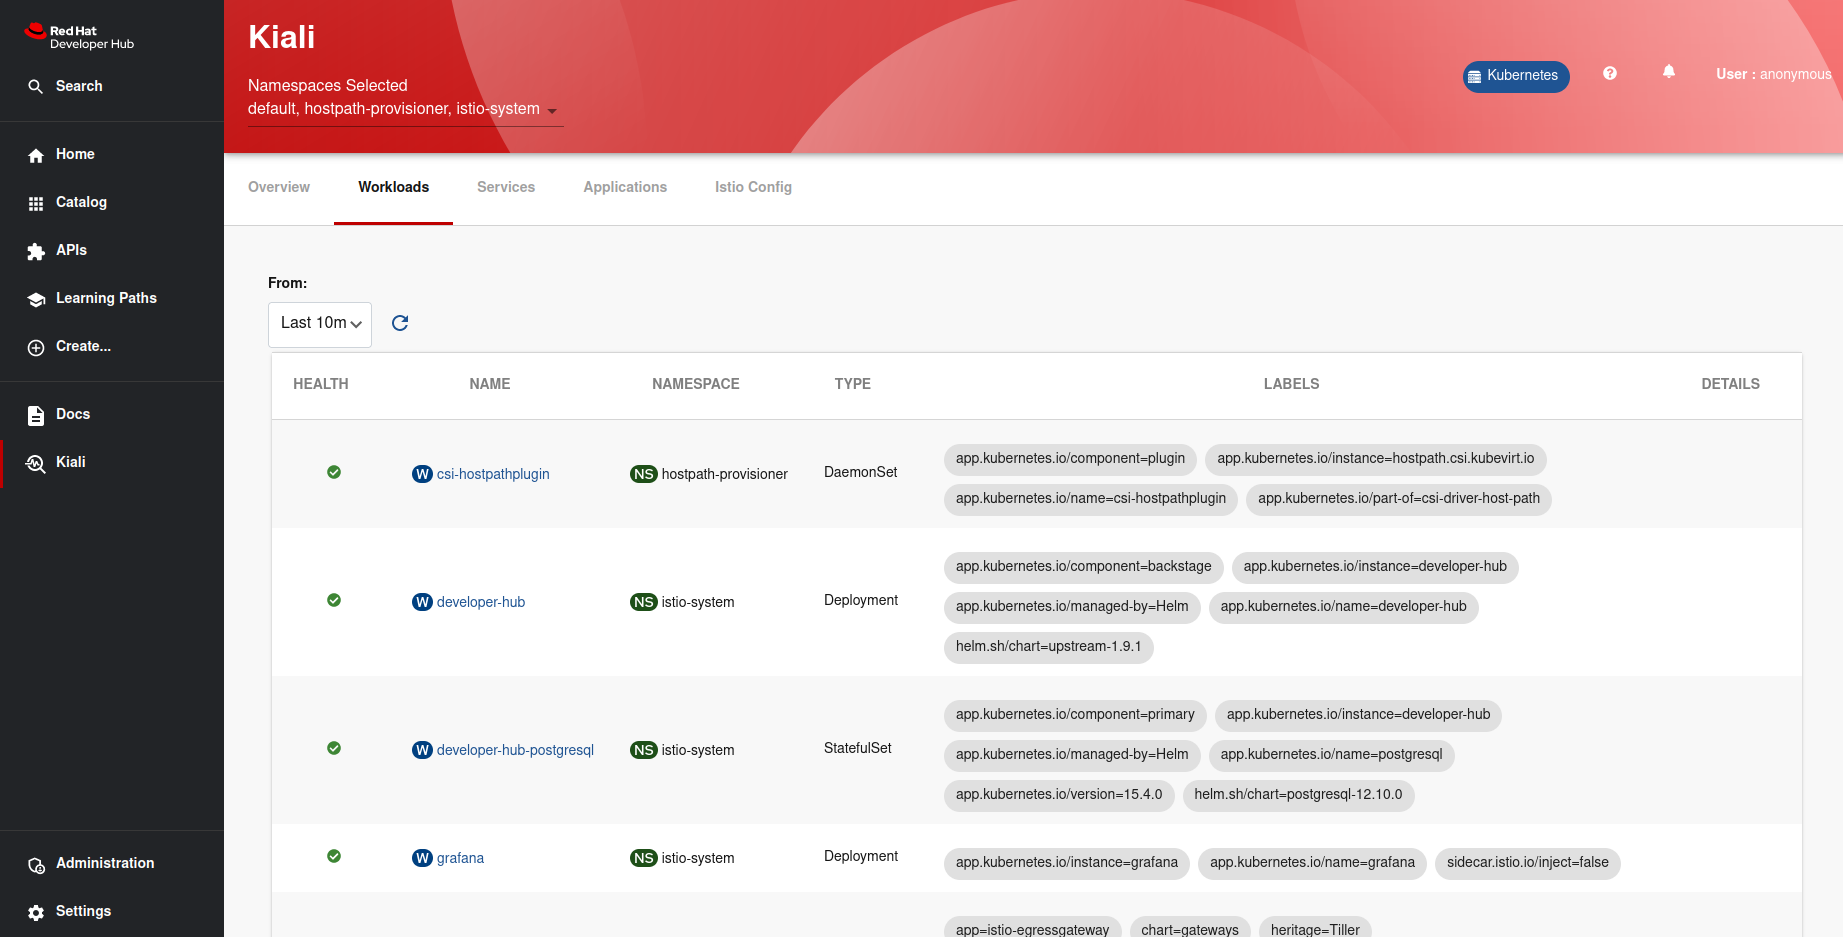 Red Hat
Developer Hub
Search
Home
Catalog
APIs
Learning Paths
Create...
Docs
Kiali
Administration
Settings
Kiali
Namespaces Selected
default, hostpath-provisioner, istio-system
Kubernetes
User : anonymous
Overview Workloads Services Applications Istio Config
From:
Last 10m
HEALTH NAME NAMESPACE TYPE LABELS DETAILS
W csi-hostpathplugin NS hostpath-provisioner DaemonSet app.kubernetes.io/component=plugin app.kubernetes.io/instance=hostpath.csi.kubevirt.io
app.kubernetes.io/name=csi-hostpathplugin app.kubernetes.io/part-of=csi-driver-host-path
W developer-hub NS istio-system Deployment app.kubernetes.io/component=backstage app.kubernetes.io/instance=developer-hub
app.kubernetes.io/managed-by=Helm app.kubernetes.io/name=developer-hub
helm.sh/chart=upstream-1.9.1
W developer-hub-postgresql NS istio-system StatefulSet app.kubernetes.io/component=primary app.kubernetes.io/instance=developer-hub
app.kubernetes.io/managed-by=Helm app.kubernetes.io/name=postgresql
app.kubernetes.io/version=15.4.0 helm.sh/chart=postgresql-12.10.0
W grafana NS istio-system Deployment app.kubernetes.io/instance=grafana app.kubernetes.io/name=grafana sidecar.istio.io/inject=false
app=istio-egressgateway chart=gateways heritage=Tiller